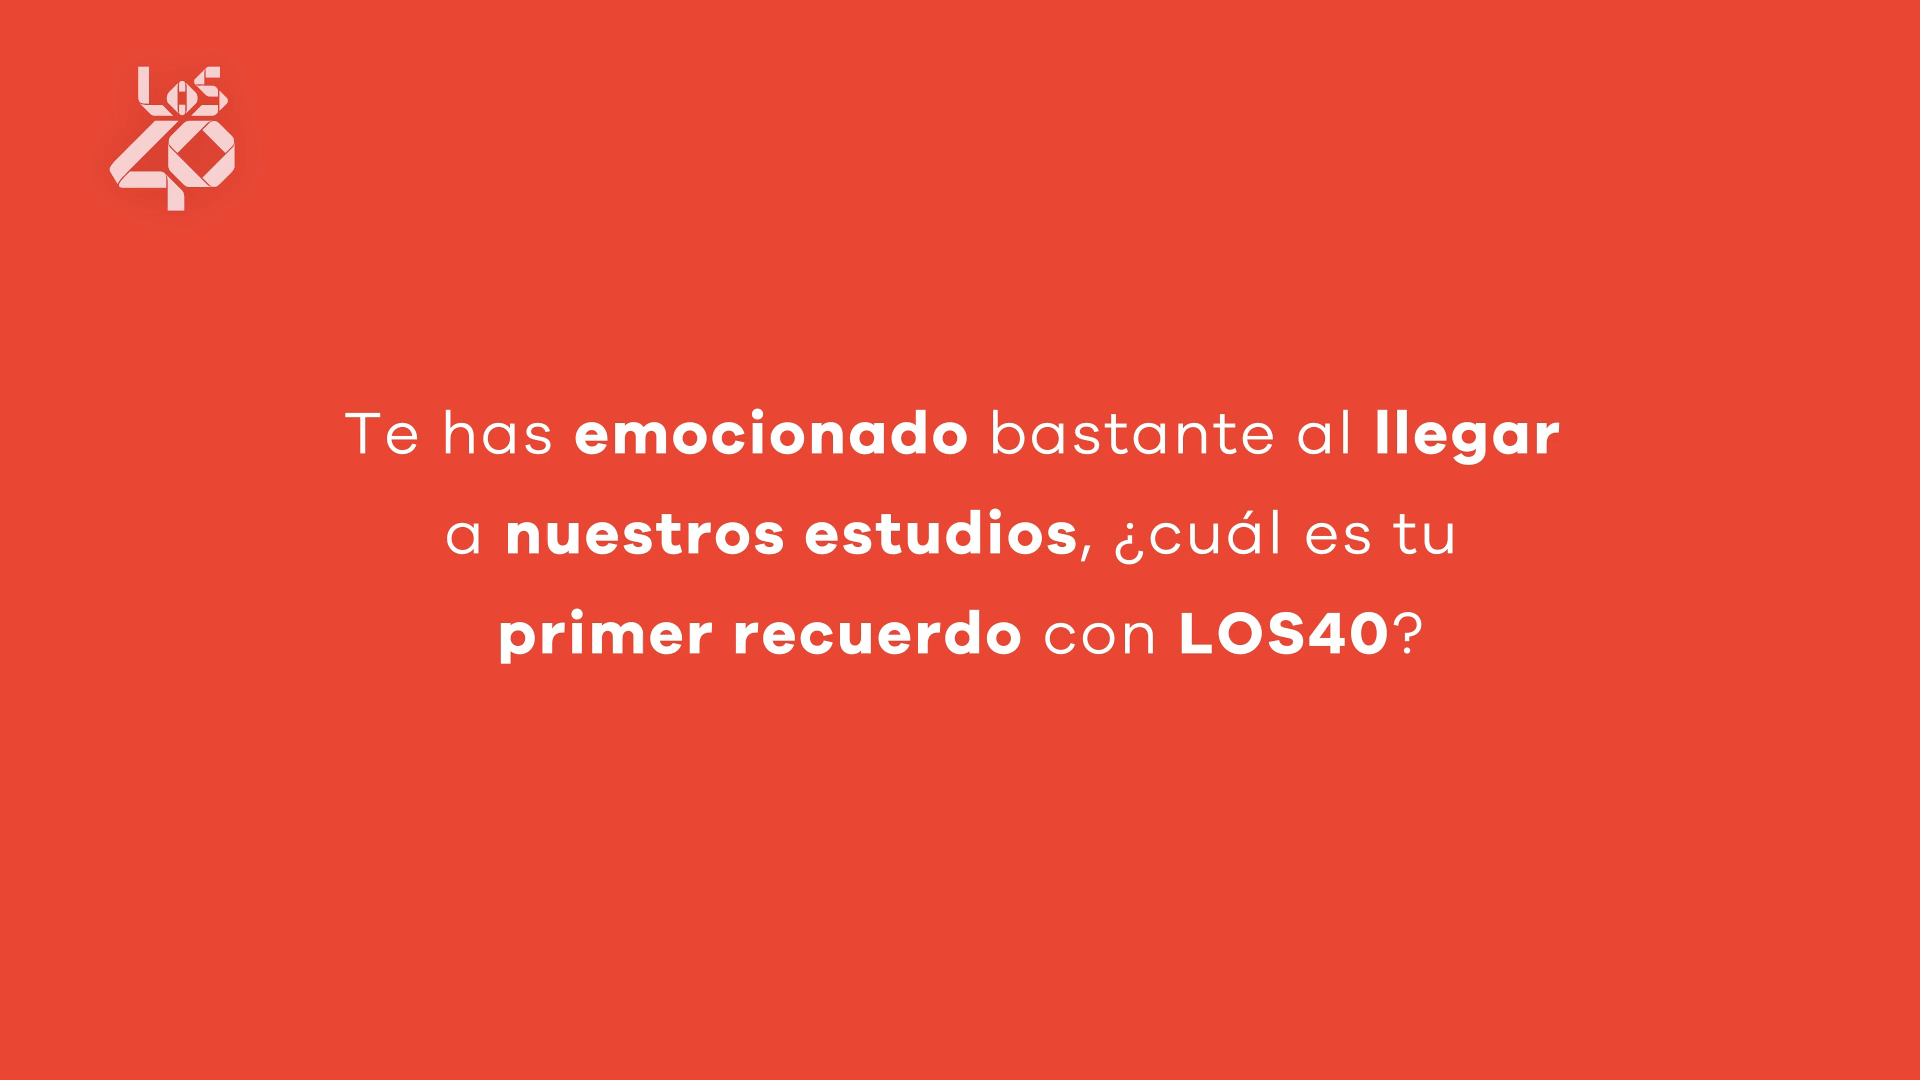 LOS
40
Te has emocionado bastante al llegar
a nuestros estudios, ¿cuál es tu
primer recuerdo con LOS40?